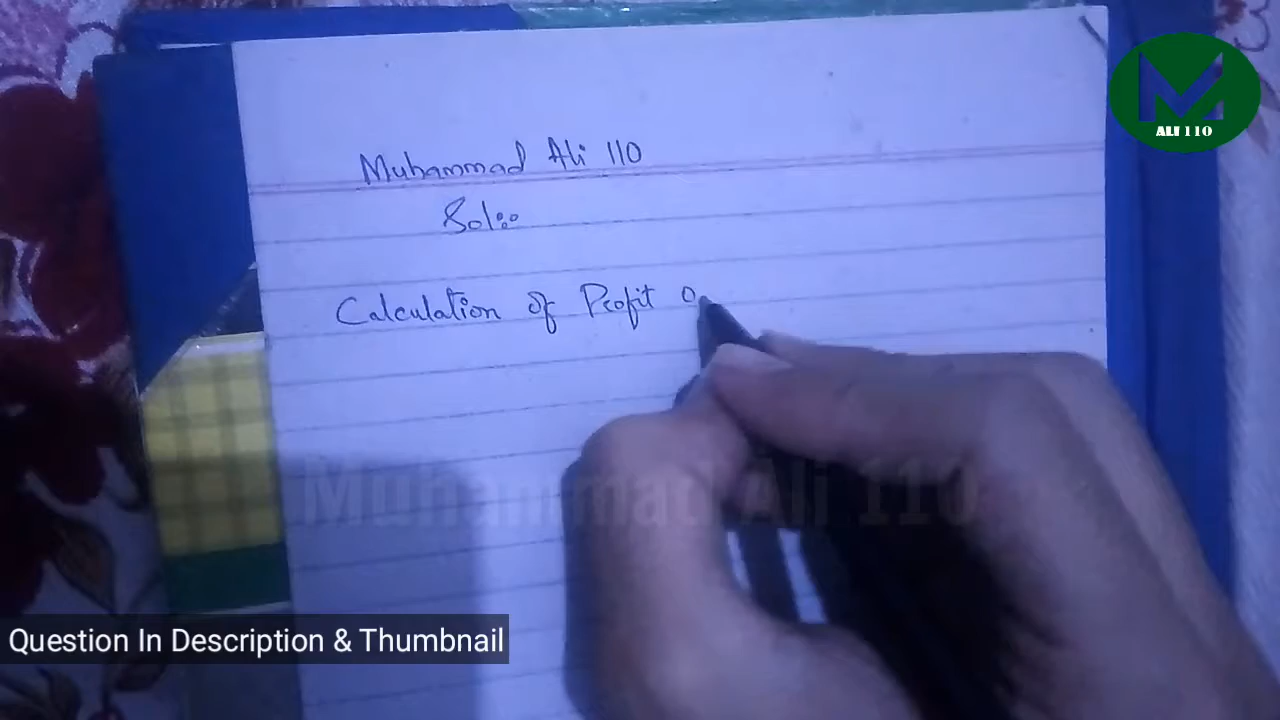 ALI 110
Muhammad Ali 110
Sol:
Calculation of Profit o
Muhammad Ali 110
Question In Description & Thumbnail